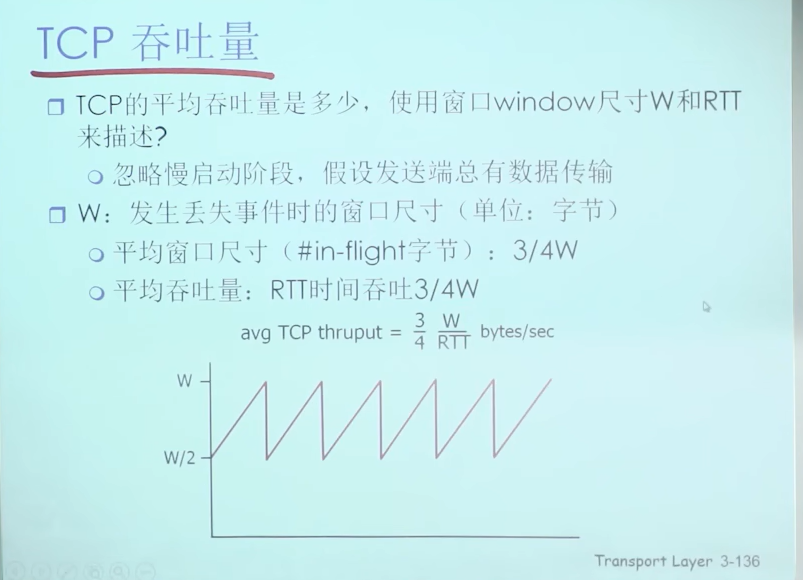 TCP 吞吐量
TCP的平均吞吐量是多少，使用窗口window尺寸W和RTT
来描述?
忽略慢启动阶段，假设发送端总有数据传输
W：发生丢失事件时的窗口尺寸（单位：字节）
平均窗口尺寸（#in-flight字节）：3/4W
平均吞吐量：RTT时间吞吐3/4W
avg TCP thruput = 3/4 W/RTT bytes/sec
W
W/2
Transport Layer 3-136